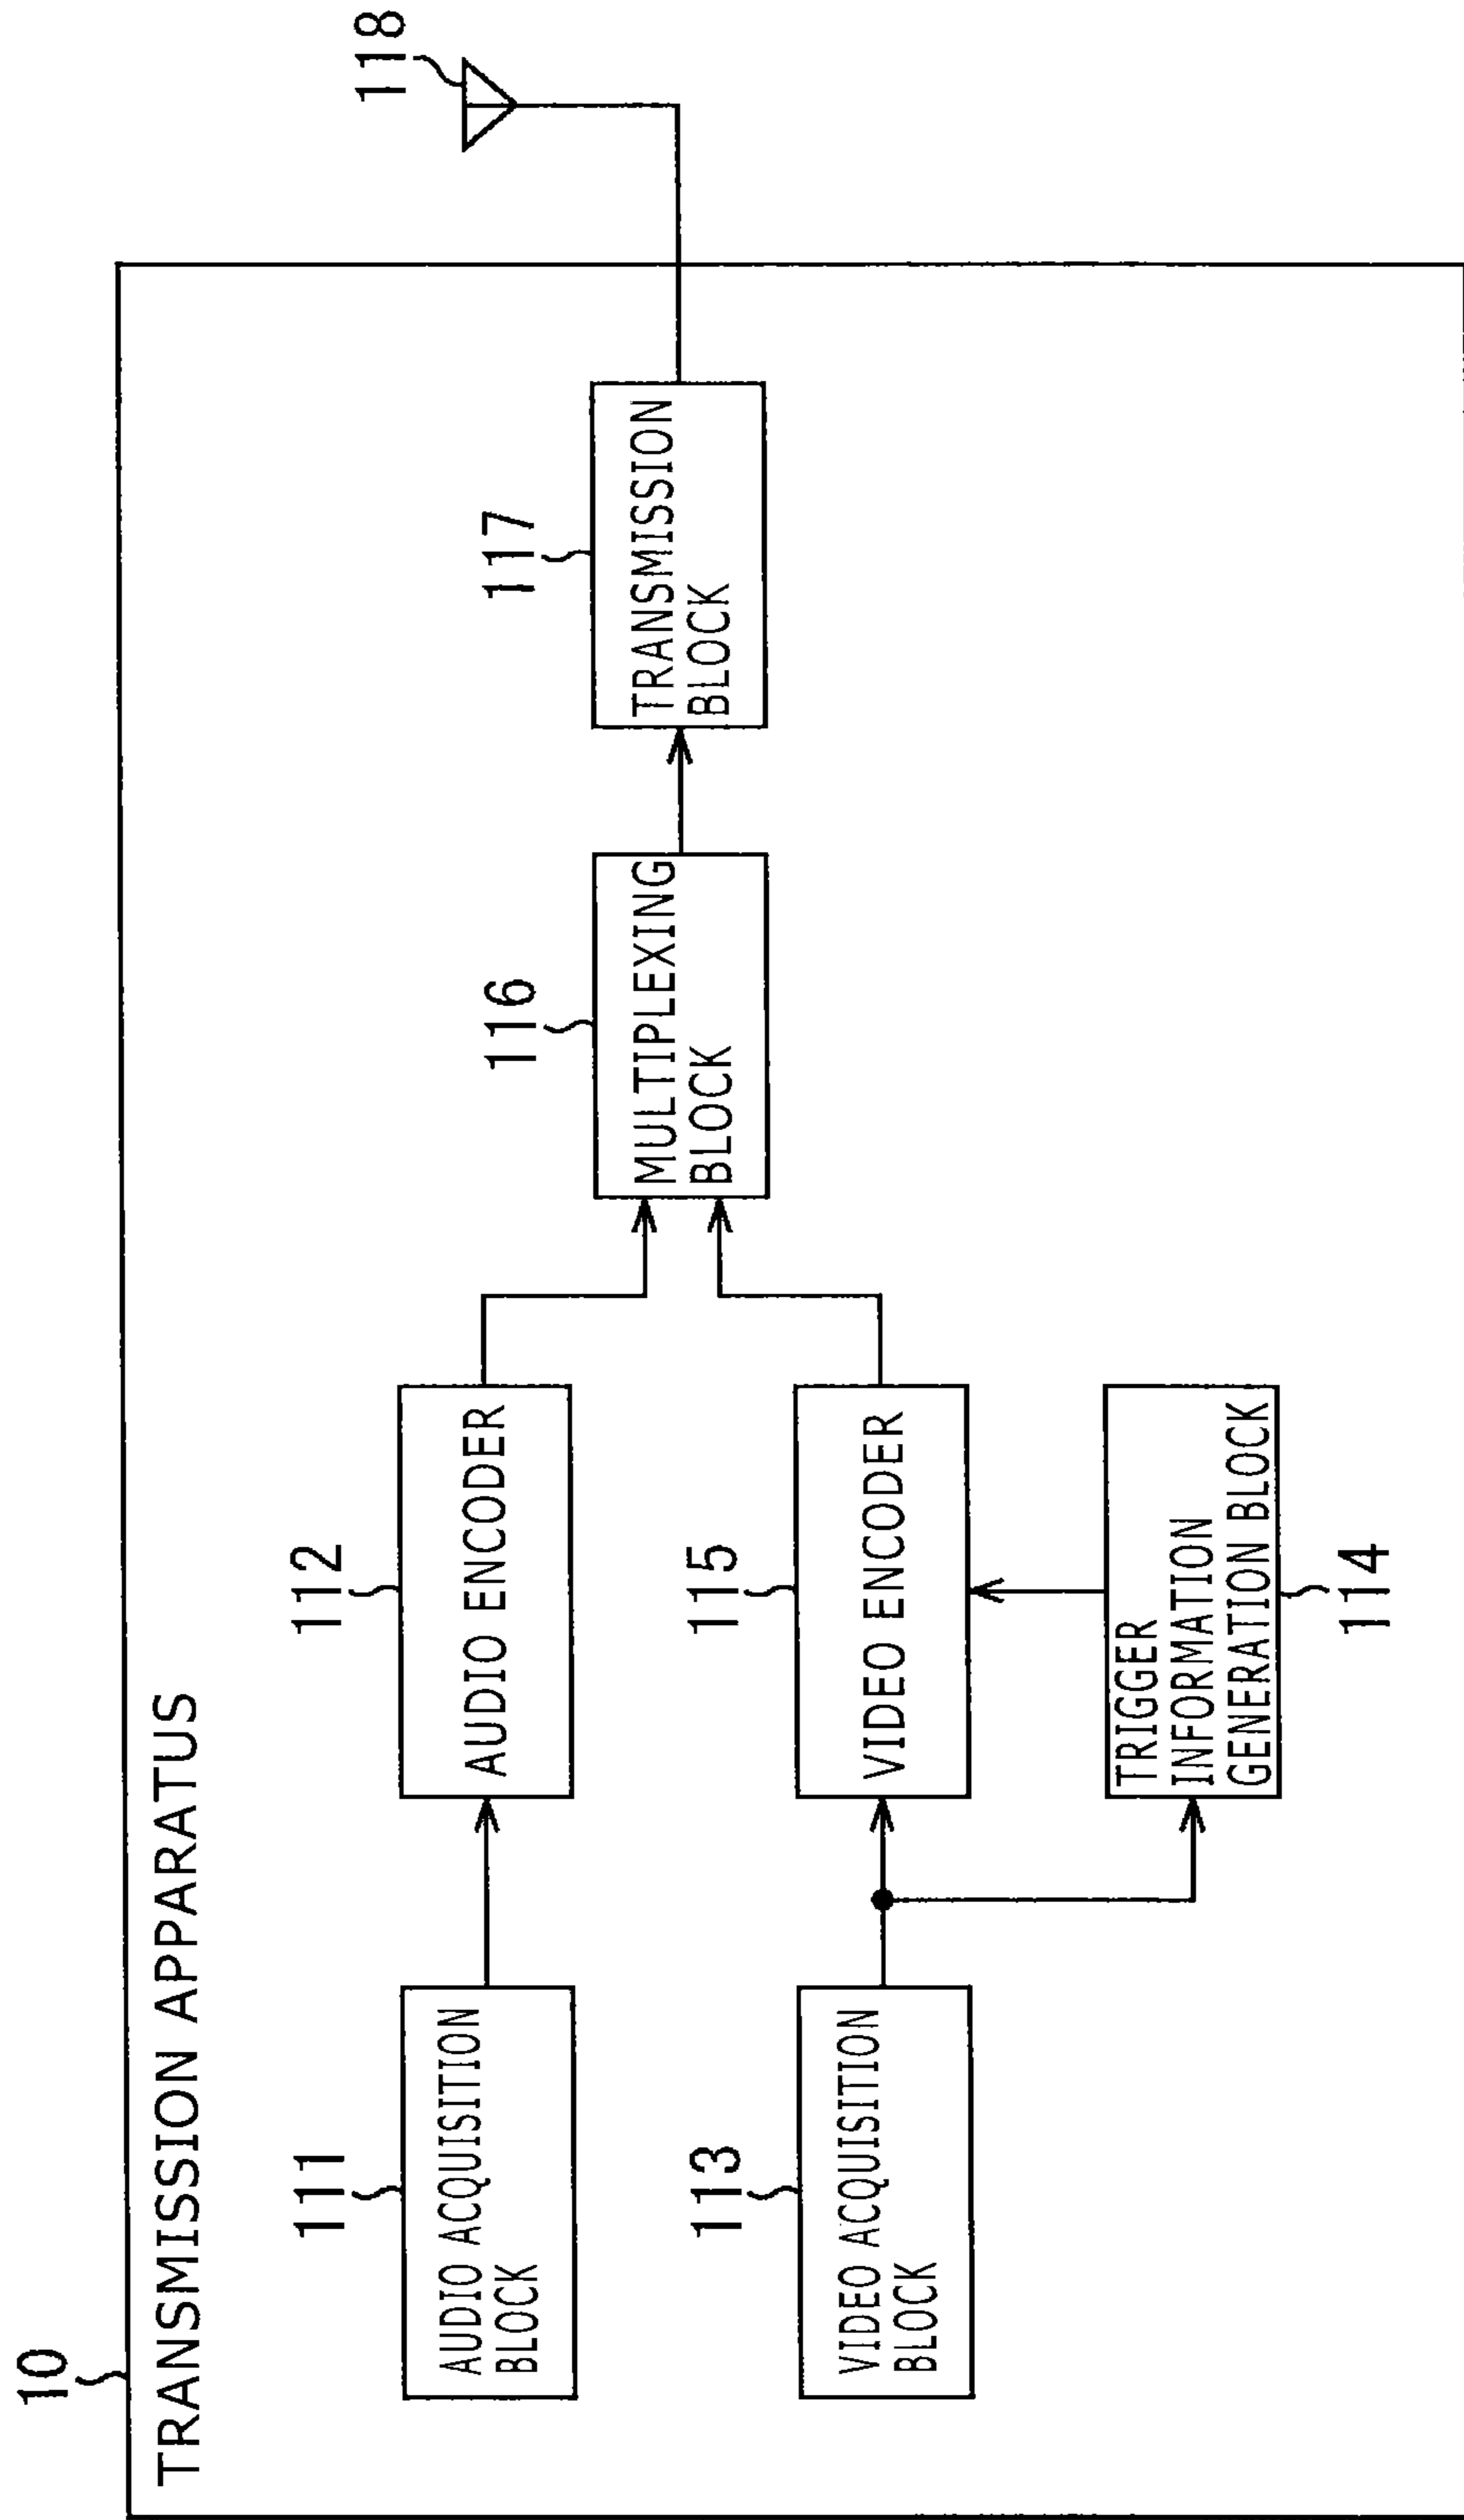 10
TRANSMISSION APPARATUS
111
AUDIO ACQUISITION
BLOCK
112
AUDIO ENCODER
113
VIDEO ACQUISITION
BLOCK
115
VIDEO ENCODER
TRIGGER
INFORMATION
GENERATION BLOCK
114
116
MULTIPLEXING
BLOCK
117
TRANSMISSION
BLOCK
118